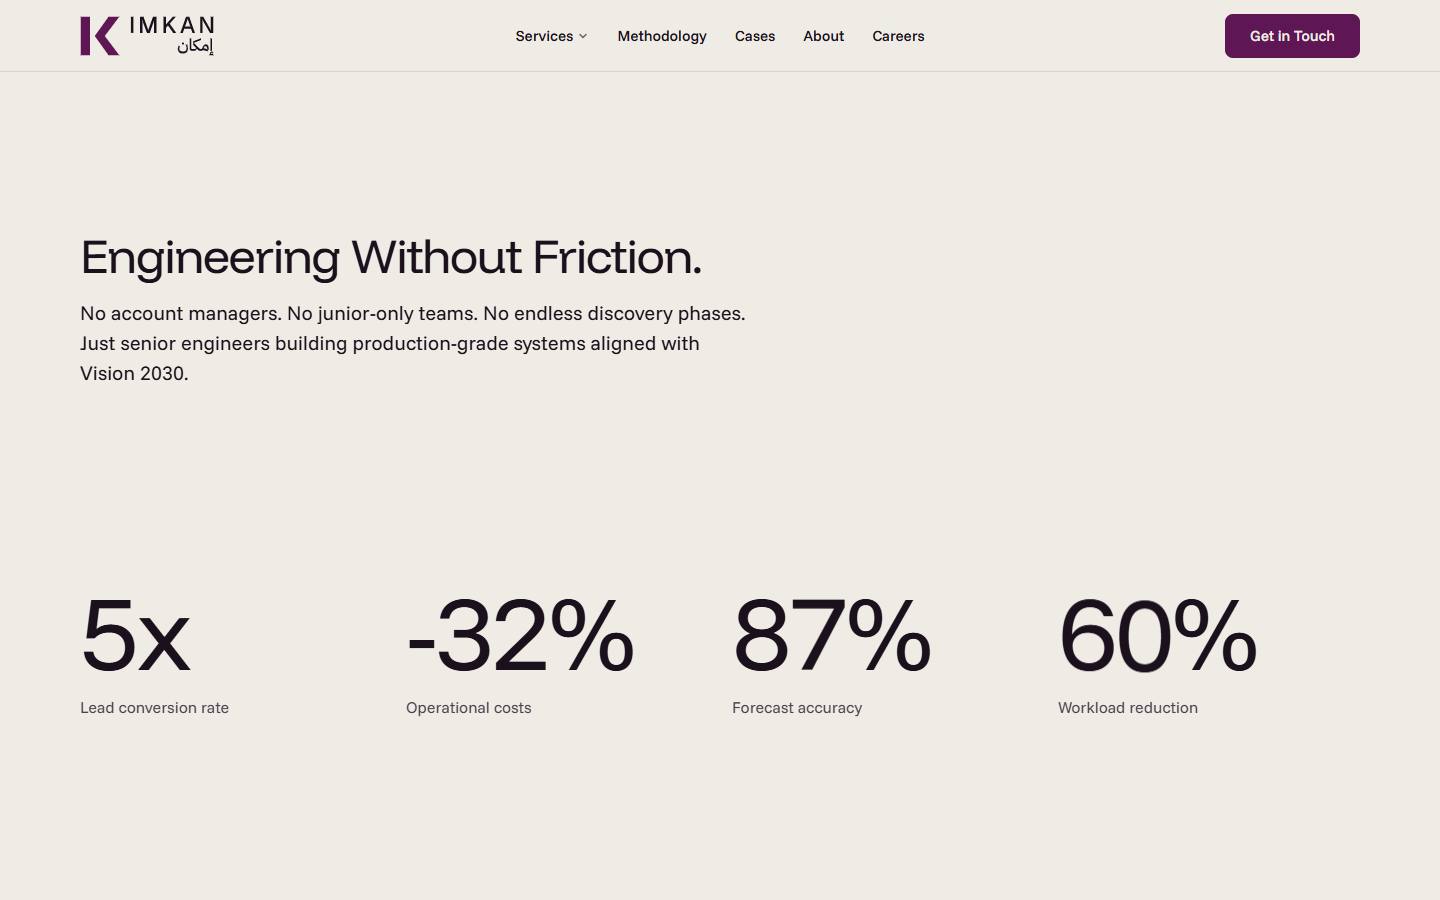 IMKAN
إمكان
Services
Methodology
Cases
About
Careers
Get in Touch
Engineering Without Friction.
No account managers. No junior-only teams. No endless discovery phases.
Just senior engineers building production-grade systems aligned with
Vision 2030.
5x
Lead conversion rate
-32%
Operational costs
87%
Forecast accuracy
60%
Workload reduction